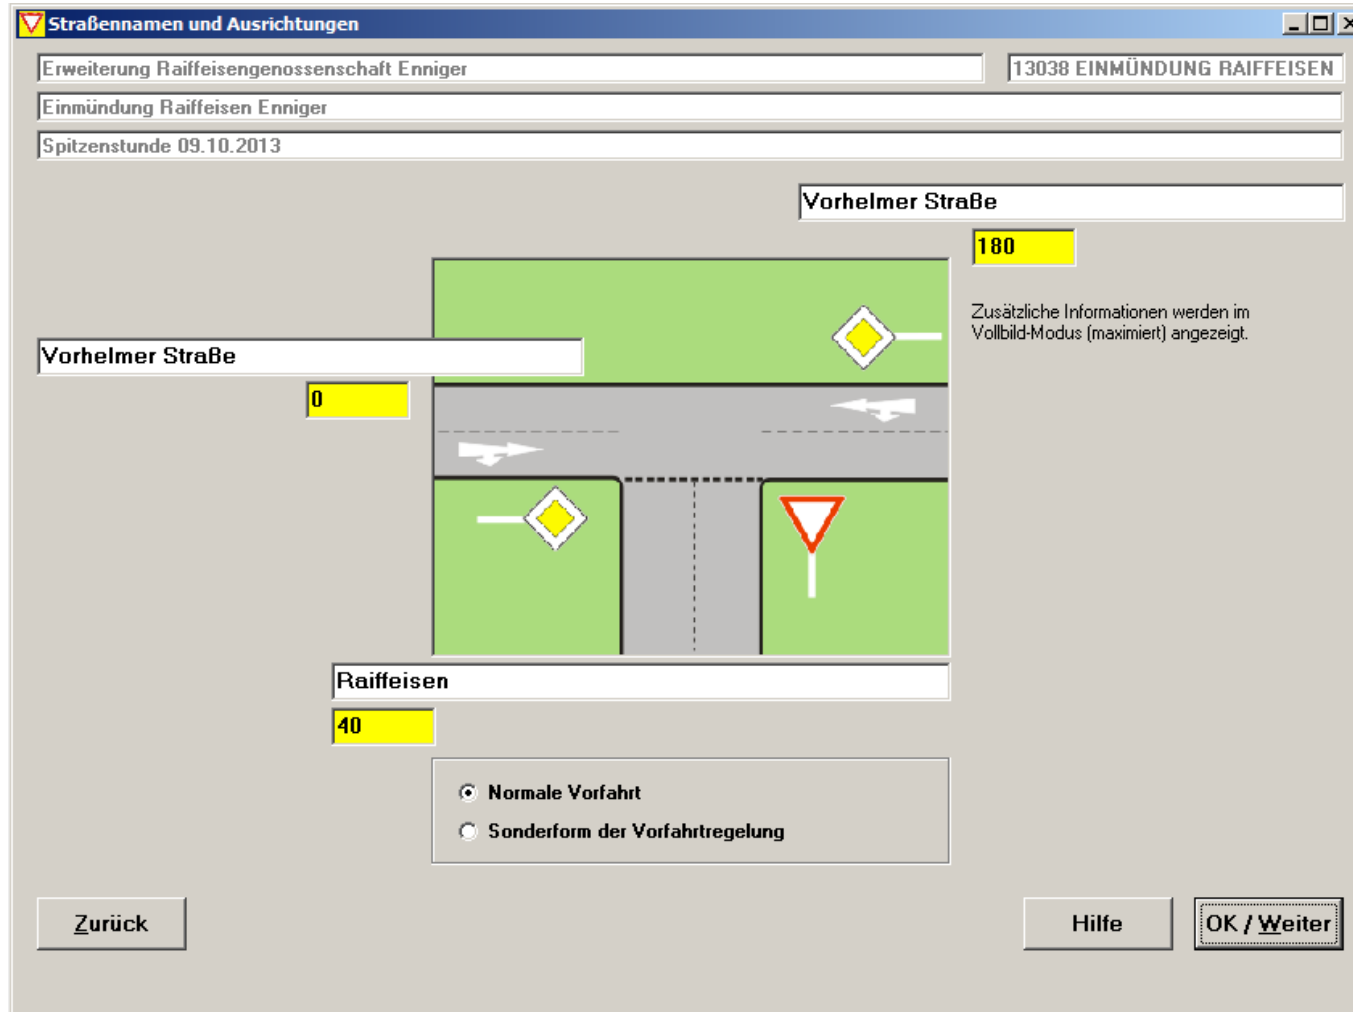 Straßennamen und Ausrichtungen
Erweiterung Raiffeisengenossenschaft Enniger
13038 EINMÜNDUNG RAIFFEISEN
Einmündung Raiffeisen Enniger
Spitzenstunde 09.10.2013
Vorhelmer Straße
180
Zusätzliche Informationen werden im
Vollbild-Modus (maximiert) angezeigt.
Vorhelmer Straße
0
Raiffeisen
40
Normale Vorfahrt
Sonderform der Vorfahrtregelung
Zurück
Hilfe
OK / Weiter